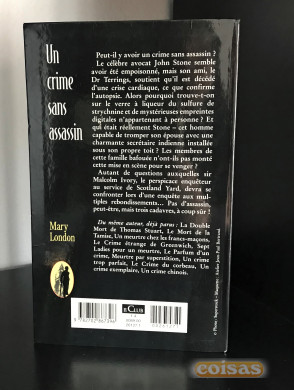 Un
crime
sans
assassin
Mary
London
Peut-il y avoir un crime sans assassin ?
Le célèbre avocat John Stone semble
avoir été empoisonné, mais son ami, le
Dr Terrings, soutient qu'il est décédé
d'une crise cardiaque, ce que confirme
l'autopsie. Alors pourquoi trouve-t-on
sur le verre à liqueur du sulfure de
strychnine et de mystérieuses empreintes
digitales n'appartenant à personne ? Et
qui était réellement Stone – cet homme
capable de tromper son épouse avec une
charmante secrétaire indienne installée
sous son propre toit ? Les membres de
cette famille bafouée n'ont-ils pas monté
cette mise en scène pour se venger ?
Autant de questions auxquelles sir
Malcolm Ivory, le perspicace enquêteur
au service de Scotland Yard, devra se
confronter lors d'une enquête aux mul-
tiples rebondissements... Pas d'assassin,
peut-être, mais trois cadavres, à coup sûr !
Du même auteur, déjà parus : La Double
Mort de Thomas Stuart, Le Mort de la
Tamise, Un meurtre chez les francs-maçons,
Le Crime étrange de Greenwich, Sept
Ladies pour un meurtre, Le Parfum d'un
crime, Meurtre par superstition, Un crime
trop parfait, Le Crime du corbeau, Un
crime exemplaire, Un crime chinois.
LE CLUB
coisas